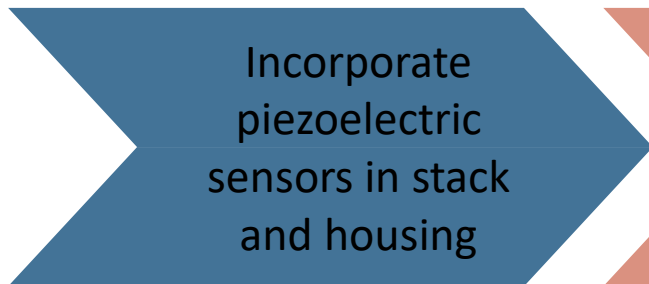 Incorporate
piezoelectric
sensors in stack
and housing